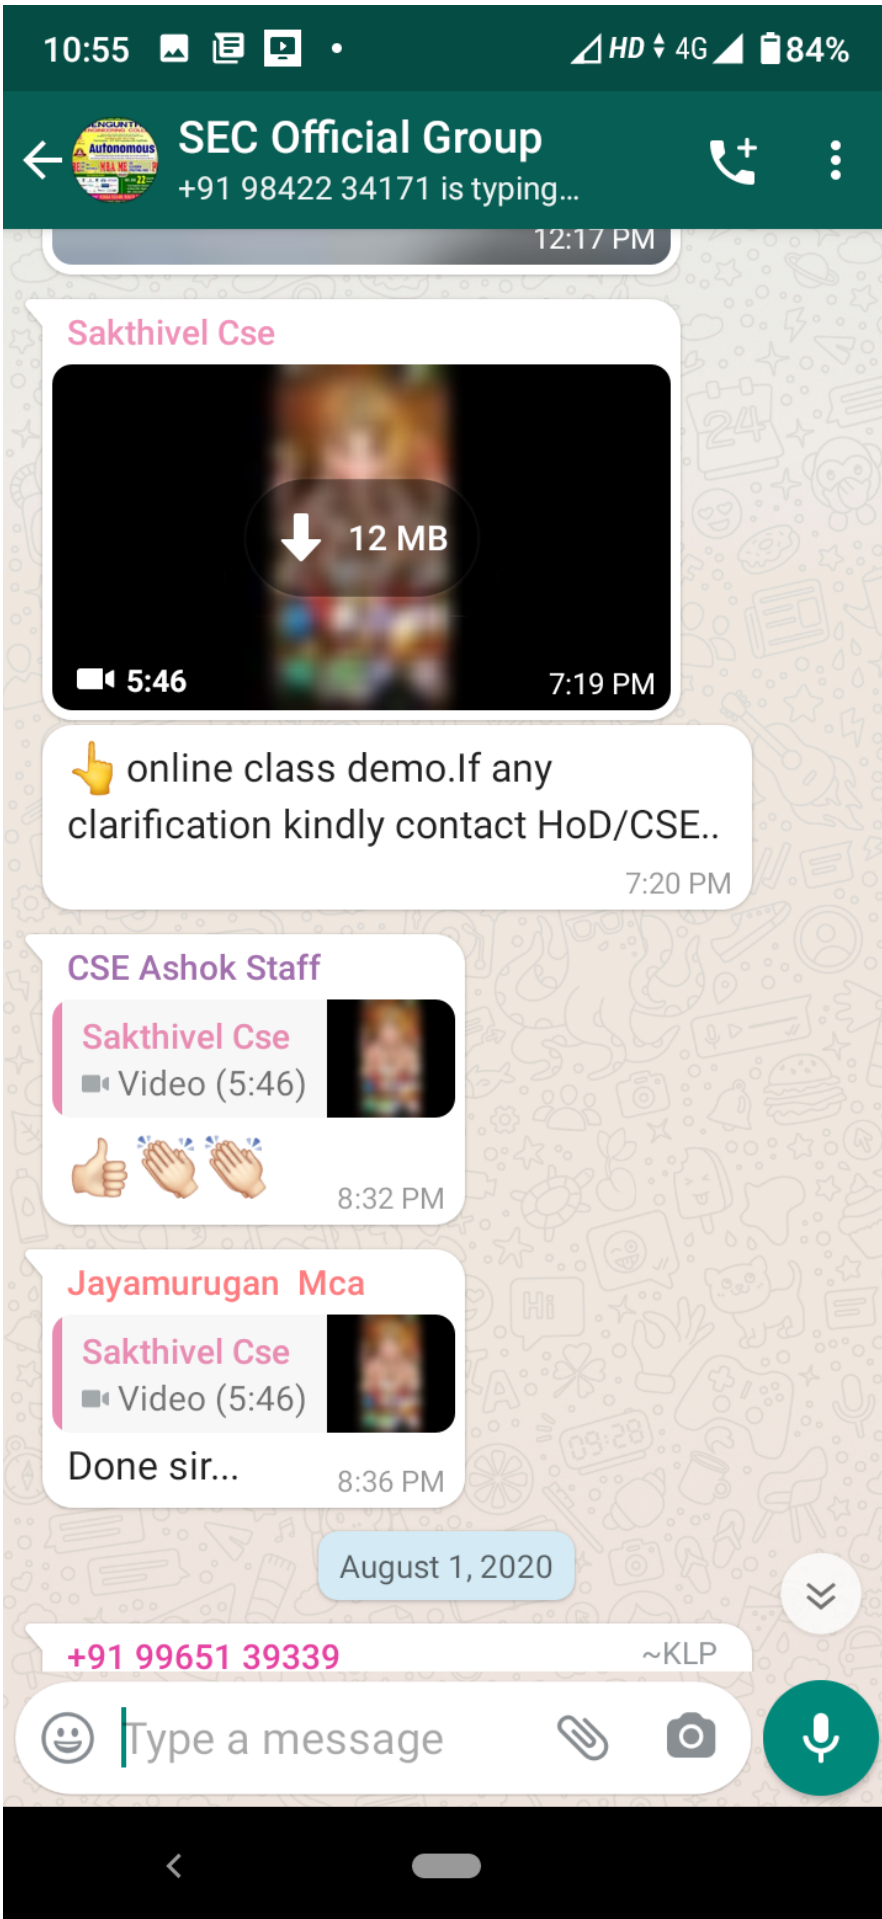 10:55
HD 4G 84%
SEC Official Group
+91 98422 34171 is typing...
Autonomous
12:17 PM
Sakthivel Cse
12 MB
5:46
7:19 PM
👆 online class demo.If any
clarification kindly contact HoD/CSE..
7:20 PM
CSE Ashok Staff
Sakthivel Cse
Video (5:46)
👍🏻👏🏻👏🏻
8:32 PM
Jayamurugan Mca
Sakthivel Cse
Video (5:46)
Done sir...
8:36 PM
August 1, 2020
+91 99651 39339 ~KLP
Type a message